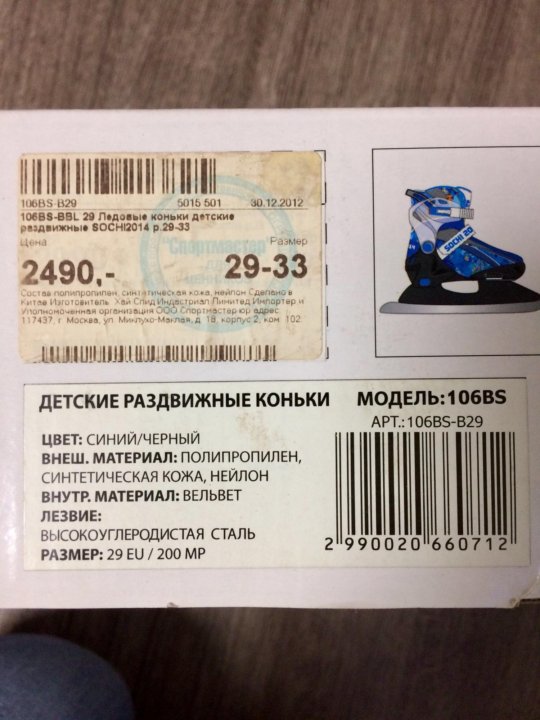 106BS-B29 5015 501 30.12.2012
106BS-BBL 29 Ледовые коньки детские
раздвижные SOCHI2014 р.29-33
Цена Размер
"Спортмастер"
2490,- 29-33
Состав полипропилен, синтетическая кожа, нейлон Сделано в
Китае Изготовитель Хай Спид Индастриал Лимитед Импортер и
Уполномоченная организация ООО Спортмастер юр адрес
117437, г Москва, ул. Миклухо-Маклая, д 18, корпус 2, ком 102
SOCHI 20
ДЕТСКИЕ РАЗДВИЖНЫЕ КОНЬКИ МОДЕЛЬ:106BS
АРТ.:106BS-B29
ЦВЕТ: СИНИЙ/ЧЕРНЫЙ
ВНЕШ. МАТЕРИАЛ: ПОЛИПРОПИЛЕН,
СИНТЕТИЧЕСКАЯ КОЖА, НЕЙЛОН
ВНУТР. МАТЕРИАЛ: ВЕЛЬВЕТ
ЛЕЗВИЕ:
ВЫСОКОУГЛЕРОДИСТАЯ СТАЛЬ
РАЗМЕР: 29 EU / 200 MP
2 990020 660712